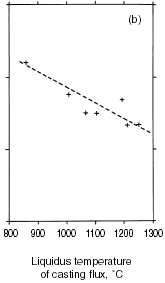 (b)
800 900 1000 1100 1200 1300
Liquidus temperature
of casting flux, ˚C